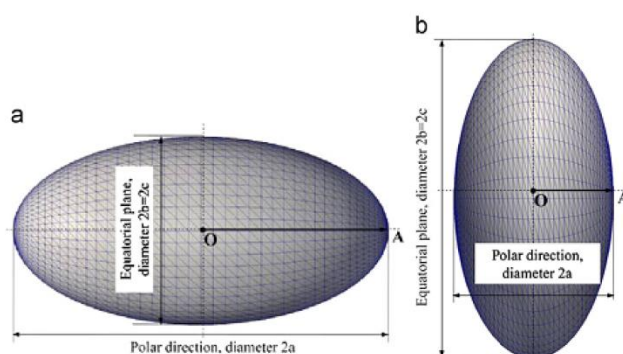 a
Equatorial plane,
diameter 2b=2c
O
A
Polar direction, diameter 2a
b
Equatorial plane, diameter 2b=2c
O
A
Polar direction,
diameter 2a